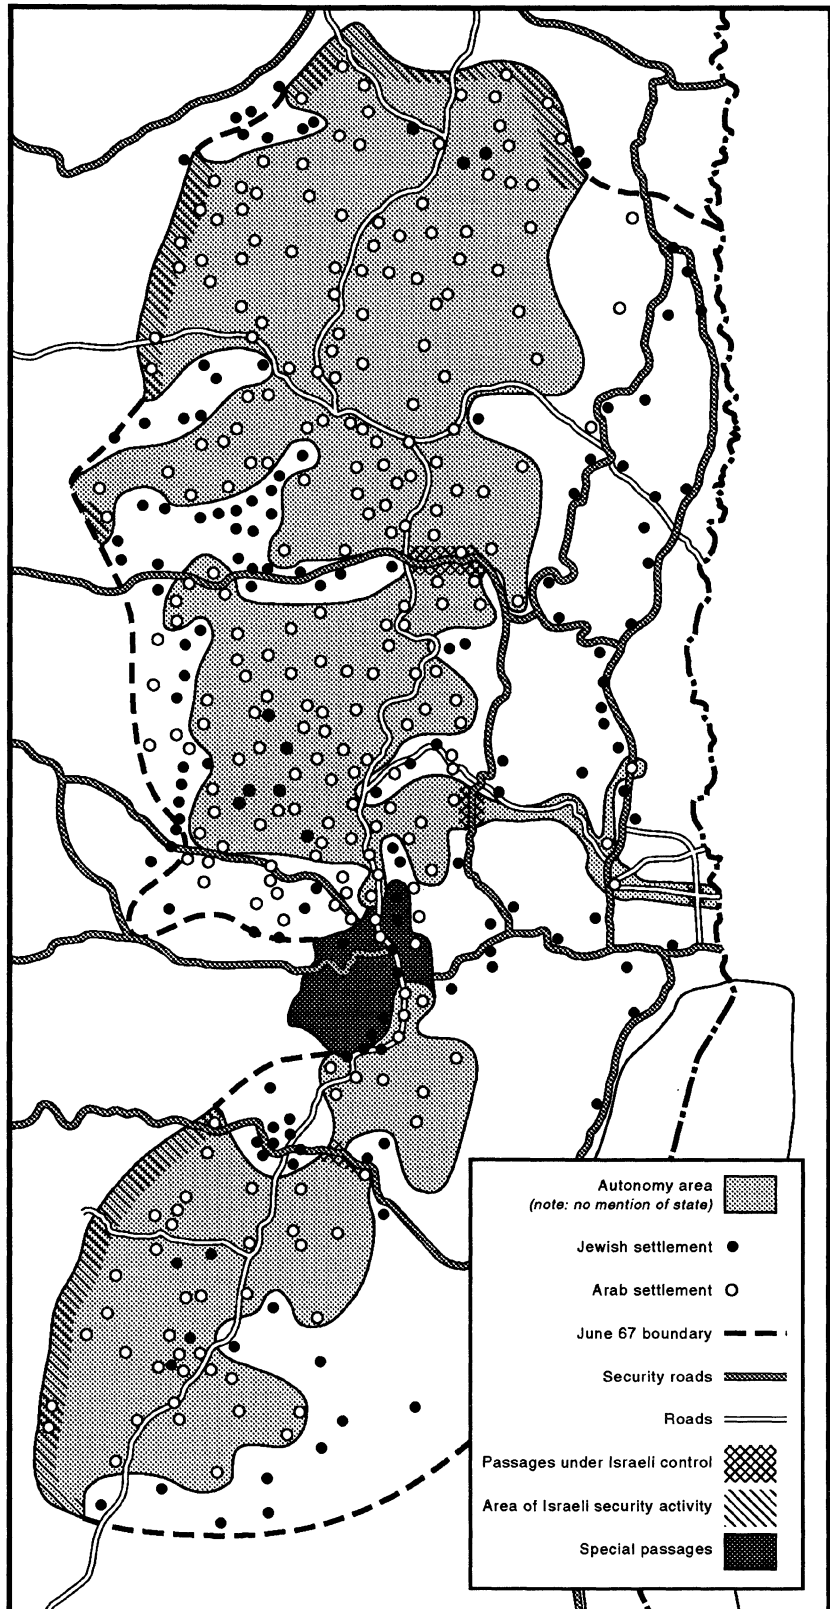 Autonomy area
(note: no mention of state)
Jewish settlement
Arab settlement
June 67 boundary
Security roads
Roads
Passages under Israeli control
Area of Israeli security activity
Special passages